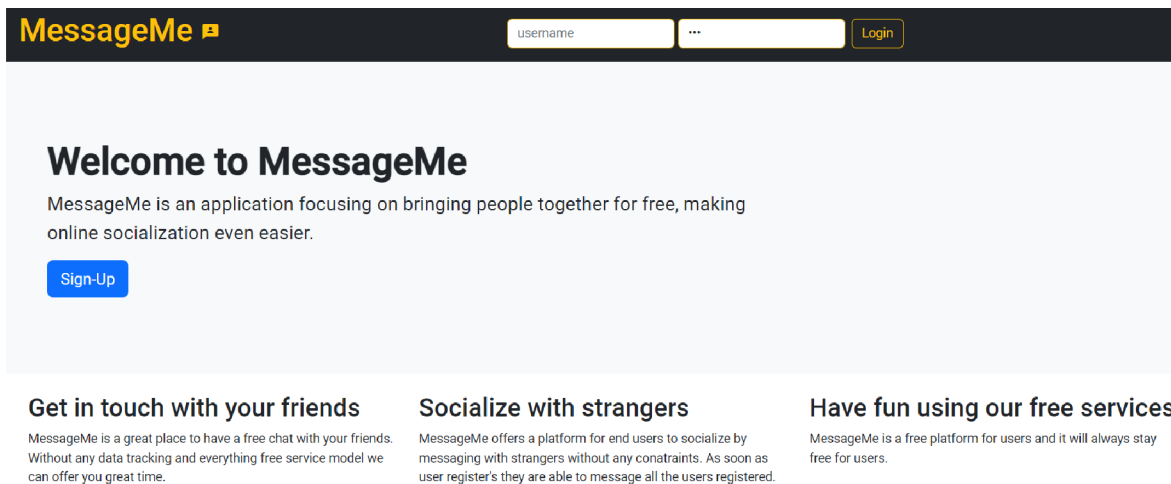 MessageMe
username
•••
Login
Welcome to MessageMe
MessageMe is an application focusing on bringing people together for free, making
online socialization even easier.
Sign-Up
Get in touch with your friends
MessageMe is a great place to have a free chat with your friends.
Without any data tracking and everything free service model we
can offer you great time.
Socialize with strangers
MessageMe offers a platform for end users to socialize by
messaging with strangers without any conatraints. As soon as
user register's they are able to message all the users registered.
Have fun using our free services
MessageMe is a free platform for users and it will always stay
free for users.